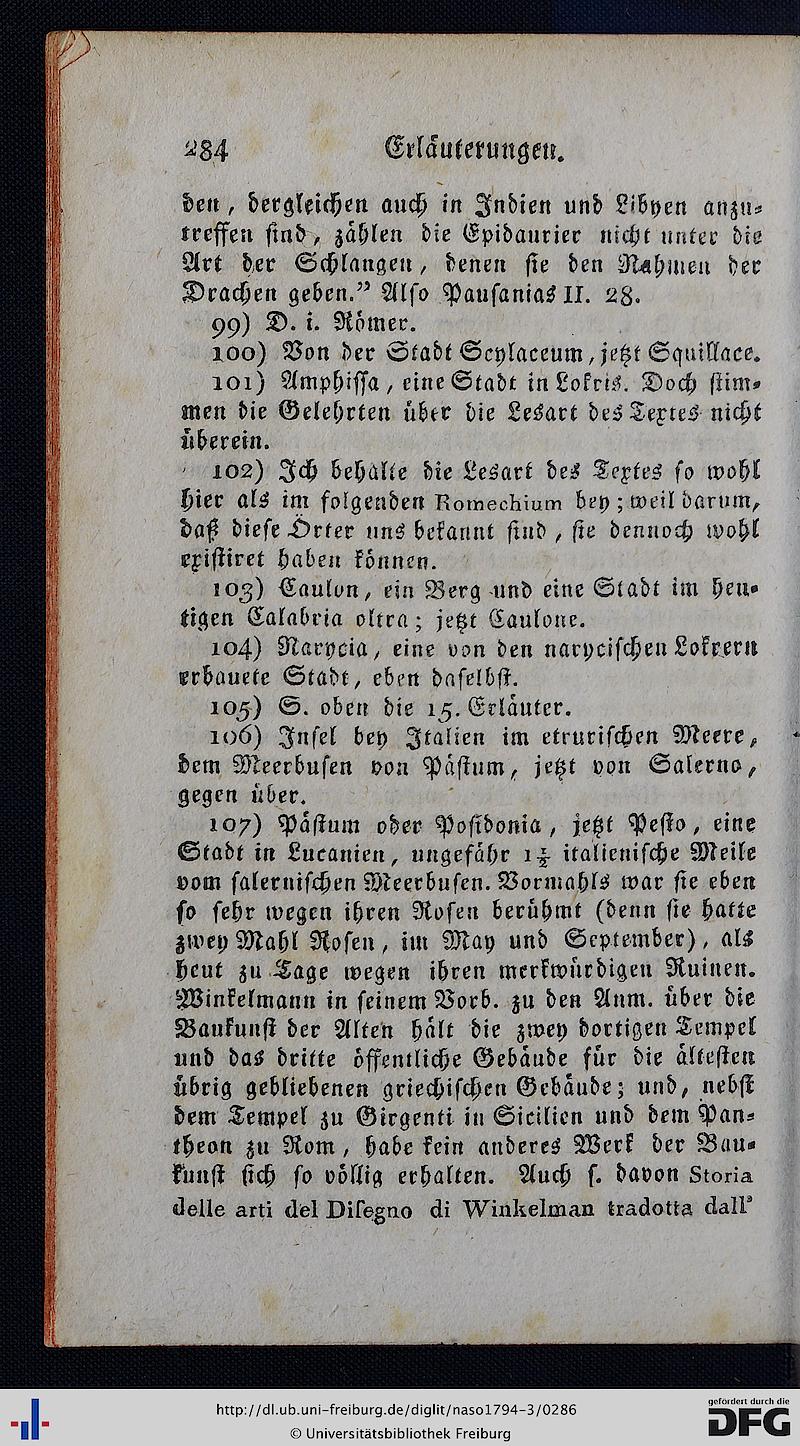 284 Erläuterungen.
den, dergleichen auch in Indien und Libyen anzu-
treffen sind, zählen die Epidaurier nicht unter die
Art der Schlangen, denen sie den Nahmen der
Drachen geben.” Also Pausanias II. 28.
99) D. i. Römer.
100) Von der Stadt Scylaceum, jetzt Squillace.
101) Amphissa, eine Stadt in Lokris. Doch stim-
men die Gelehrten über die Lesart des Textes nicht
überein.
102) Ich behalte die Lesart des Textes so wohl
hier als im folgenden Romechium bey; weil darum,
daß diese Örter uns bekannt sind, sie dennoch wohl
existiret haben können.
103) Caulon, ein Berg und eine Stadt im heu-
tigen Calabria oltra; jetzt Caulone.
104) Narycia, eine von den narycischen Lokrern
erbauete Stadt, eben daselbst.
105) S. oben die 15. Erläuter.
106) Insel bey Italien im etrurischen Meere,
dem Meerbusen von Pästum, jetzt von Salerno,
gegen über.
107) Pästum oder Posidonia, jetzt Pesto, eine
Stadt in Lucanien, ungefähr 1½ italienische Meile
vom salernischen Meerbusen. Vormahls war sie eben
so sehr wegen ihren Rosen berühmt (denn sie hatte
zwey Mahl Rosen, im May und September), als
heut zu Tage wegen ihren merkwürdigen Ruinen.
Winkelmann in seinem Vorb. zu den Anm. über die
Baukunst der Alten hält die zwey dortigen Tempel
und das dritte öffentliche Gebäude für die ältesten
übrig gebliebenen griechischen Gebäude; und, nebst
dem Tempel zu Girgenti in Sicilien und dem Pan-
theon zu Rom, habe kein anderes Werk der Bau-
kunst sich so völlig erhalten. Auch s. davon Storia
delle arti del Disegno di Winkelman tradotta dall'
http://dl.ub.uni-freiburg.de/diglit/naso1794-3/0286
© Universitätsbibliothek Freiburg
gefördert durch die
DFG